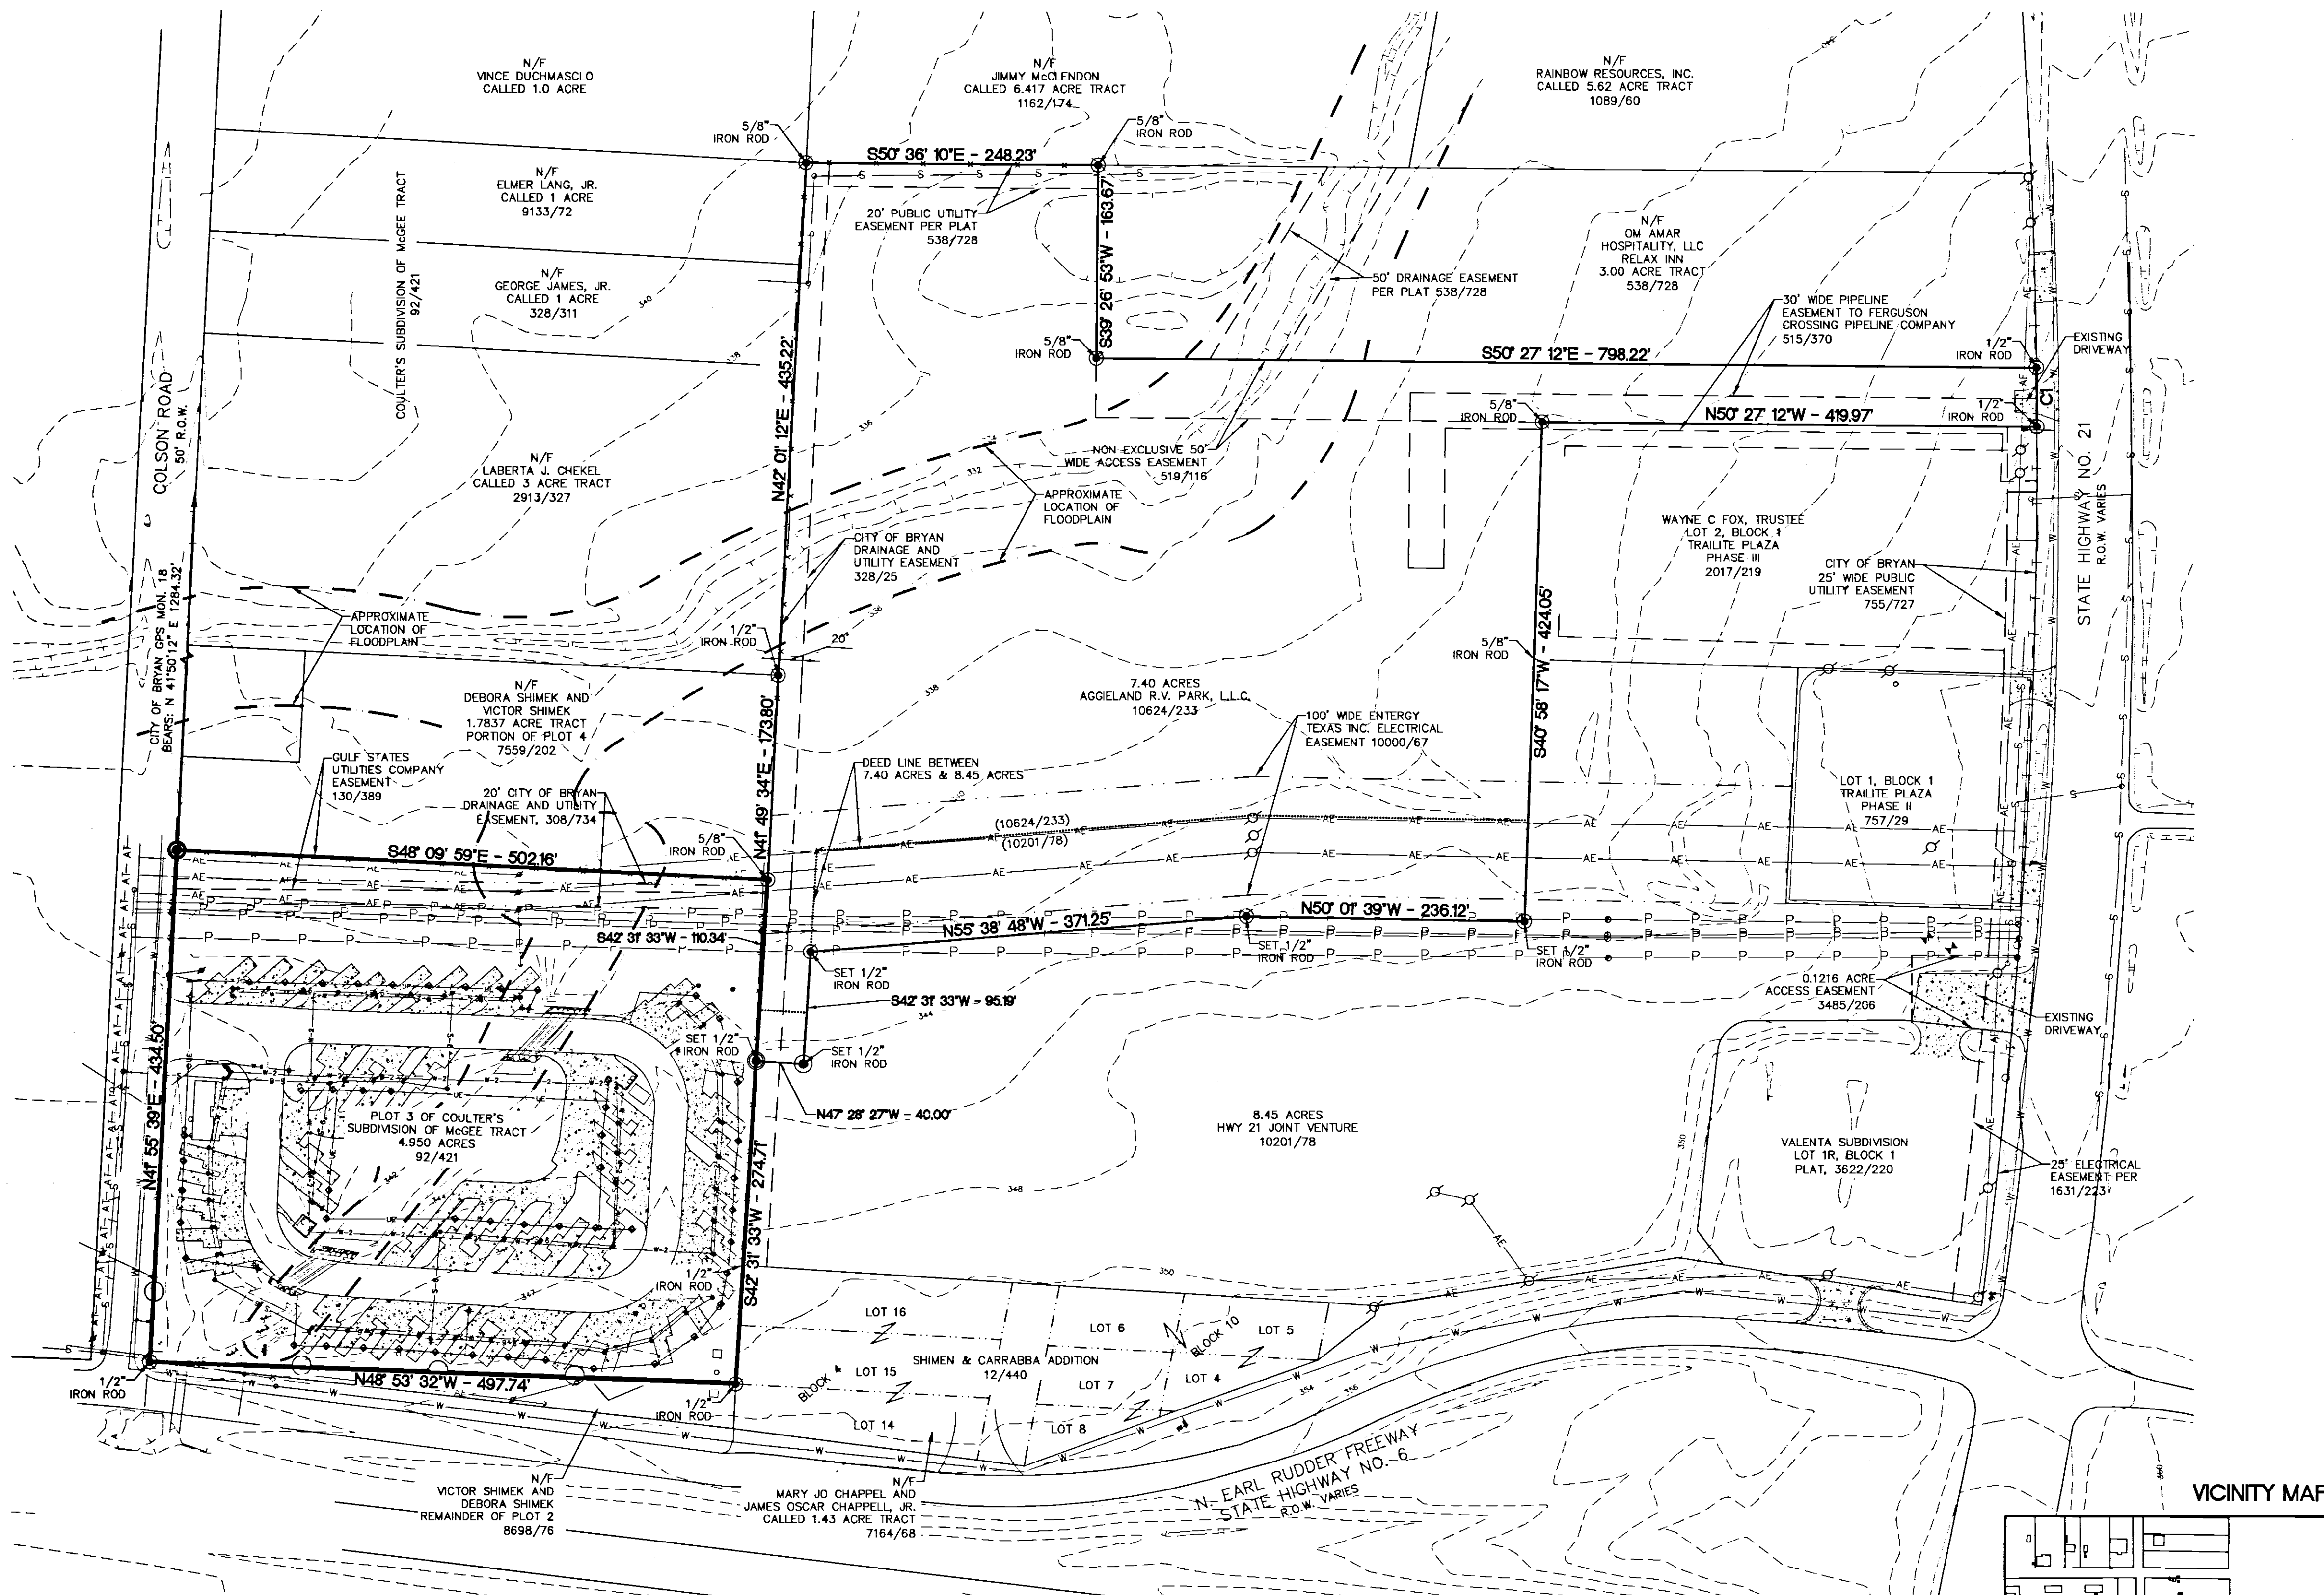 N/F
VINCE DUCHMASCLO
CALLED 1.0 ACRE
N/F
JIMMY McCLENDON
CALLED 6.417 ACRE TRACT
1162/174
N/F
RAINBOW RESOURCES, INC.
CALLED 5.62 ACRE TRACT
1089/60
5/8"
IRON ROD
5/8"
IRON ROD
S50° 36' 10"E - 248.23'
N/F
ELMER LANG, JR.
CALLED 1 ACRE
9133/72
COULTER'S SUBDIVISION OF McGEE TRACT
92/421
20' PUBLIC UTILITY
EASEMENT PER PLAT
538/728
S39° 26' 53"W - 163.67'
N/F
OM AMAR
HOSPITALITY, LLC
RELAX INN
3.00 ACRE TRACT
538/728
N/F
GEORGE JAMES, JR.
CALLED 1 ACRE
328/311
340
338
50' DRAINAGE EASEMENT
PER PLAT 538/728
30' WIDE PIPELINE
EASEMENT TO FERGUSON
CROSSING PIPELINE COMPANY
515/370
5/8"
IRON ROD
S50° 27' 12"E - 798.22'
1/2"
IRON ROD
EXISTING
DRIVEWAY
C1
COLSON ROAD
50' R.O.W.
N42° 01' 12"E - 435.22'
336
5/8"
IRON ROD
N50° 27' 12"W - 419.97'
1/2"
IRON ROD
N/F
LABERTA J. CHEKEL
CALLED 3 ACRE TRACT
2913/327
332
NON EXCLUSIVE 50'
WIDE ACCESS EASEMENT
519/116
APPROXIMATE
LOCATION OF
FLOODPLAIN
STATE HIGHWAY NO. 21
R.O.W. VARIES
WAYNE C FOX, TRUSTEE
LOT 2, BLOCK 1
TRAILITE PLAZA
PHASE III
2017/219
CITY OF BRYAN
DRAINAGE AND
UTILITY EASEMENT
328/25
CITY OF BRYAN
25' WIDE PUBLIC
UTILITY EASEMENT
755/727
CITY OF BRYAN GPS MON. 18
BEARS: N 41°50'12" E 1284.32'
APPROXIMATE
LOCATION OF
FLOODPLAIN
1/2"
IRON ROD
20'
336
338
5/8"
IRON ROD
S40° 58' 17"W - 424.05'
N/F
DEBORA SHIMEK AND
VICTOR SHIMEK
1.7837 ACRE TRACT
PORTION OF PLOT 4
7559/202
7.40 ACRES
AGGIELAND R.V. PARK, L.L.C.
10624/233
100' WIDE ENTERGY
TEXAS INC. ELECTRICAL
EASEMENT 10000/67
GULF STATES
UTILITIES COMPANY
EASEMENT
130/389
20' CITY OF BRYAN
DRAINAGE AND UTILITY
EASEMENT, 308/734
N41° 49' 34"E - 173.80'
DEED LINE BETWEEN
7.40 ACRES & 8.45 ACRES
340
LOT 1, BLOCK 1
TRAILITE PLAZA
PHASE II
757/29
(10624/233)
(10201/78)
S48° 09' 59"E - 502.16'
5/8"
IRON ROD
S42° 31' 33"W - 110.34'
N55° 38' 48"W - 371.25'
N50° 01' 39"W - 236.12'
SET 1/2"
IRON ROD
SET 1/2"
IRON ROD
SET 1/2"
IRON ROD
S42° 31' 33"W - 95.19'
344
0.1216 ACRE
ACCESS EASEMENT
3485/206
EXISTING
DRIVEWAY
N41° 55' 39"E - 434.50'
SET 1/2"
IRON ROD
SET 1/2"
IRON ROD
N47° 28' 27"W - 40.00'
PLOT 3 OF COULTER'S
SUBDIVISION OF McGEE TRACT
4.950 ACRES
92/421
342
8.45 ACRES
HWY 21 JOINT VENTURE
10201/78
350
VALENTA SUBDIVISION
LOT 1R, BLOCK 1
PLAT, 3622/220
25' ELECTRICAL
EASEMENT PER
1631/223
348
S42° 31' 33"W - 274.71'
1/2"
IRON ROD
350
LOT 16
LOT 6
BLOCK 10
LOT 5
SHIMEN & CARRABBA ADDITION
12/440
LOT 15
LOT 7
LOT 4
LOT 14
LOT 8
354
356
1/2"
IRON ROD
N48° 53' 32"W - 497.74'
1/2"
IRON ROD
N/F
VICTOR SHIMEK AND
DEBORA SHIMEK
REMAINDER OF PLOT 2
8698/76
N/F
MARY JO CHAPPEL AND
JAMES OSCAR CHAPPELL, JR.
CALLED 1.43 ACRE TRACT
7164/68
N. EARL RUDDER FREEWAY
STATE HIGHWAY NO. 6
R.O.W. VARIES
360
VICINITY MAP